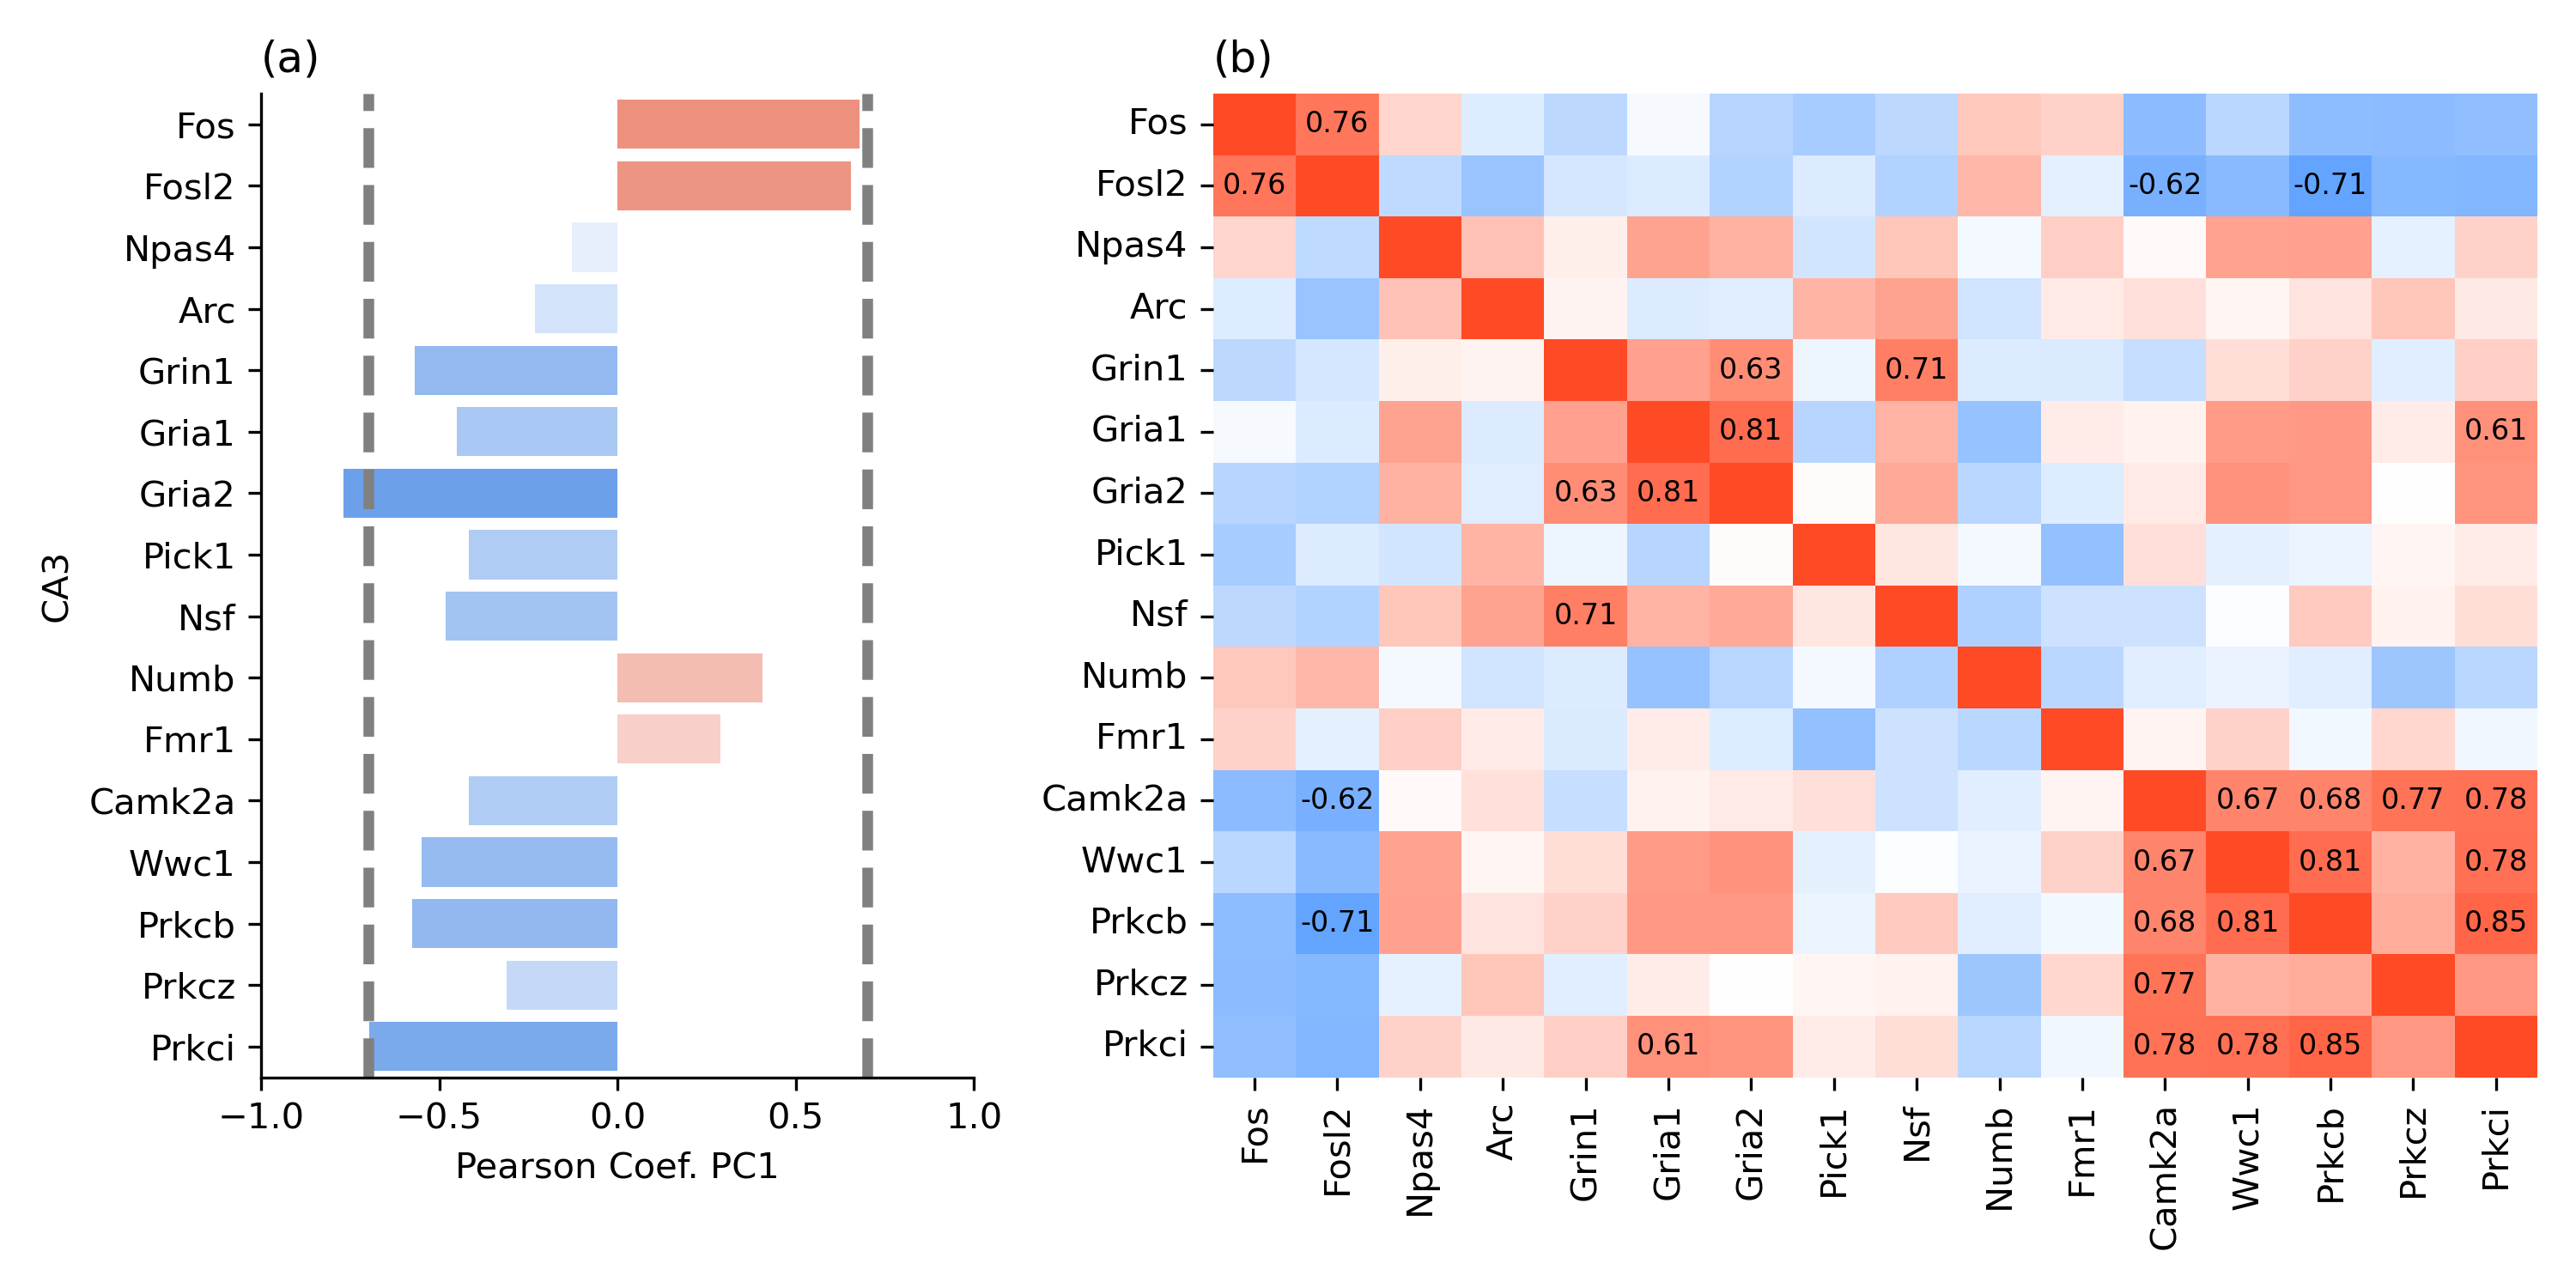 (a)
Fos
Fosl2
Npas4
Arc
Grin1
Gria1
Gria2
Pick1
Nsf
Numb
Fmr1
Camk2a
Wwc1
Prkcb
Prkcz
Prkci
CA3
−1.0 −0.5 0.0 0.5 1.0
Pearson Coef. PC1
(b)
Fos 0.76
Fosl2 0.76 -0.62 -0.71
Npas4
Arc
Grin1 0.63 0.71
Gria1 0.81 0.61
Gria2 0.63 0.81
Pick1
Nsf 0.71
Numb
Fmr1
Camk2a -0.62 0.67 0.68 0.77 0.78
Wwc1 0.67 0.81 0.78
Prkcb -0.71 0.68 0.81 0.85
Prkcz 0.77
Prkci 0.61 0.78 0.78 0.85
Fos
Fosl2
Npas4
Arc
Grin1
Gria1
Gria2
Pick1
Nsf
Numb
Fmr1
Camk2a
Wwc1
Prkcb
Prkcz
Prkci